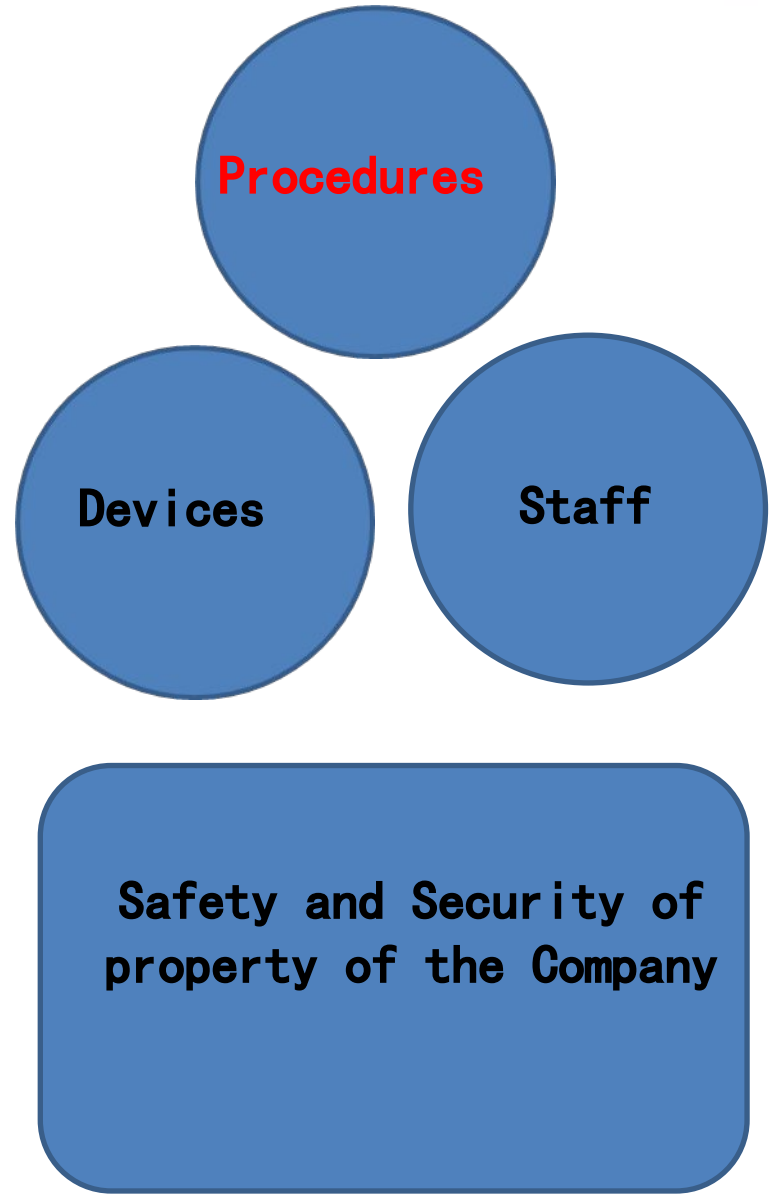 Procedures
Devices
Staff
Safety and Security of
property of the Company